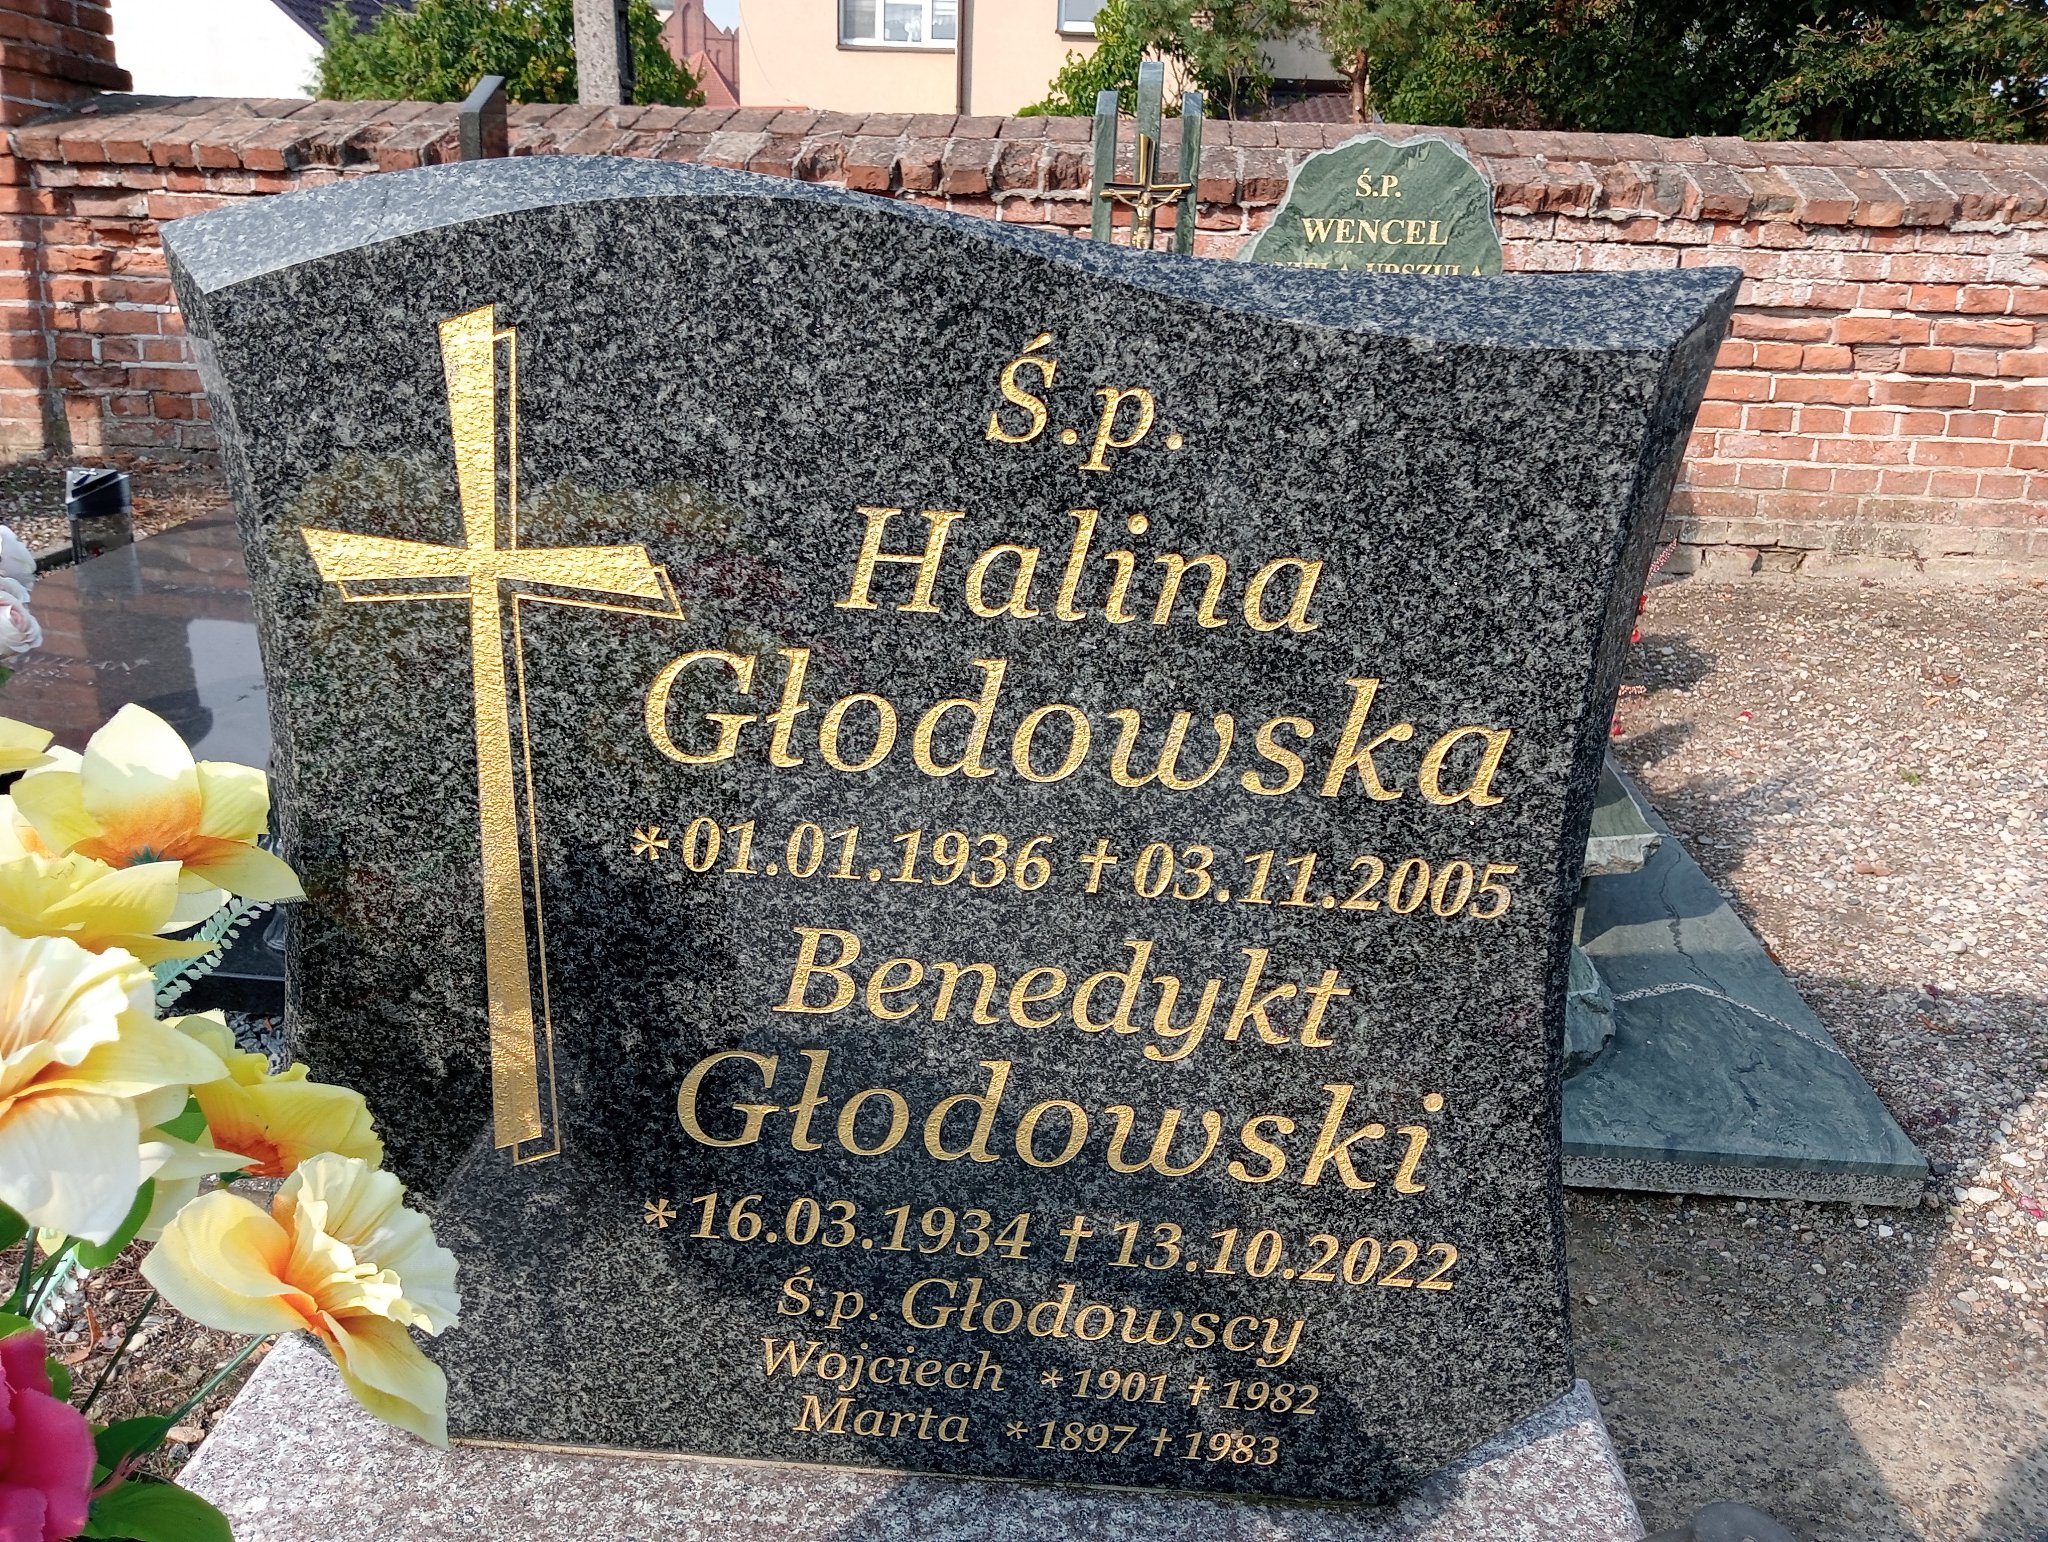 Ś.P.
WENCEL
URSZULA
Ś.p.
Halina
Głodowska
*01.01.1936 †03.11.2005
Benedykt
Głodowski
*16.03.1934 †13.10.2022
Ś.p. Głodowscy
Wojciech *1901 †1982
Marta *1897 †1983